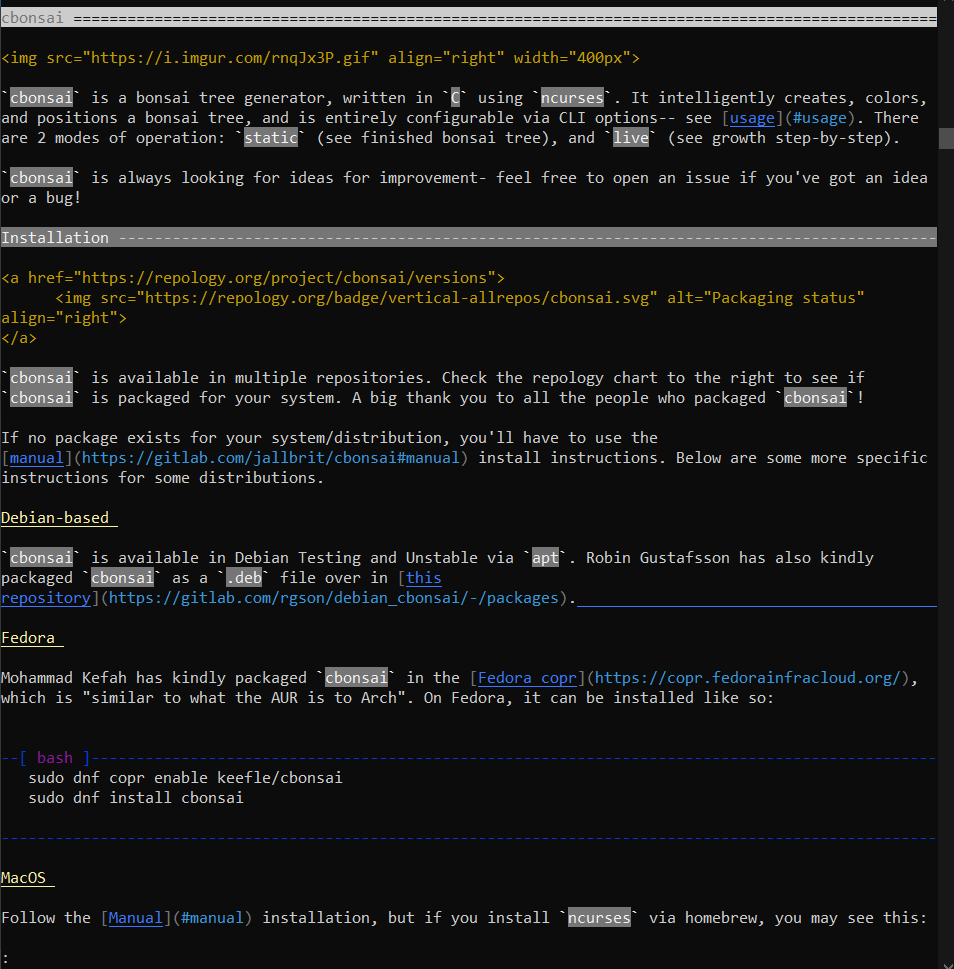 cbonsai ================================================================================================
<img src="https://i.imgur.com/rnqJx3P.gif" align="right" width="400px">
`cbonsai` is a bonsai tree generator, written in `C` using `ncurses`. It intelligently creates, colors,
and positions a bonsai tree, and is entirely configurable via CLI options-- see [usage](#usage). There
are 2 modes of operation: `static` (see finished bonsai tree), and `live` (see growth step-by-step).
`cbonsai` is always looking for ideas for improvement- feel free to open an issue if you've got an idea
or a bug!
Installation -------------------------------------------------------------------------------------------
<a href="https://repology.org/project/cbonsai/versions">
<img src="https://repology.org/badge/vertical-allrepos/cbonsai.svg" alt="Packaging status"
align="right">
</a>
`cbonsai` is available in multiple repositories. Check the repology chart to the right to see if
`cbonsai` is packaged for your system. A big thank you to all the people who packaged `cbonsai`!
If no package exists for your system/distribution, you'll have to use the
[manual](https://gitlab.com/jallbrit/cbonsai#manual) install instructions. Below are some more specific
instructions for some distributions.
Debian-based
`cbonsai` is available in Debian Testing and Unstable via `apt`. Robin Gustafsson has also kindly
packaged `cbonsai` as a `.deb` file over in [this
repository](https://gitlab.com/rgson/debian_cbonsai/-/packages).
Fedora
Mohammad Kefah has kindly packaged `cbonsai` in the [Fedora copr](https://copr.fedorainfracloud.org/),
which is "similar to what the AUR is to Arch". On Fedora, it can be installed like so:
--[ bash ]----------------------------------------------------------------------------------------------
sudo dnf copr enable keefle/cbonsai
sudo dnf install cbonsai
--------------------------------------------------------------------------------------------------------
MacOS
Follow the [Manual](#manual) installation, but if you install `ncurses` via homebrew, you may see this:
: